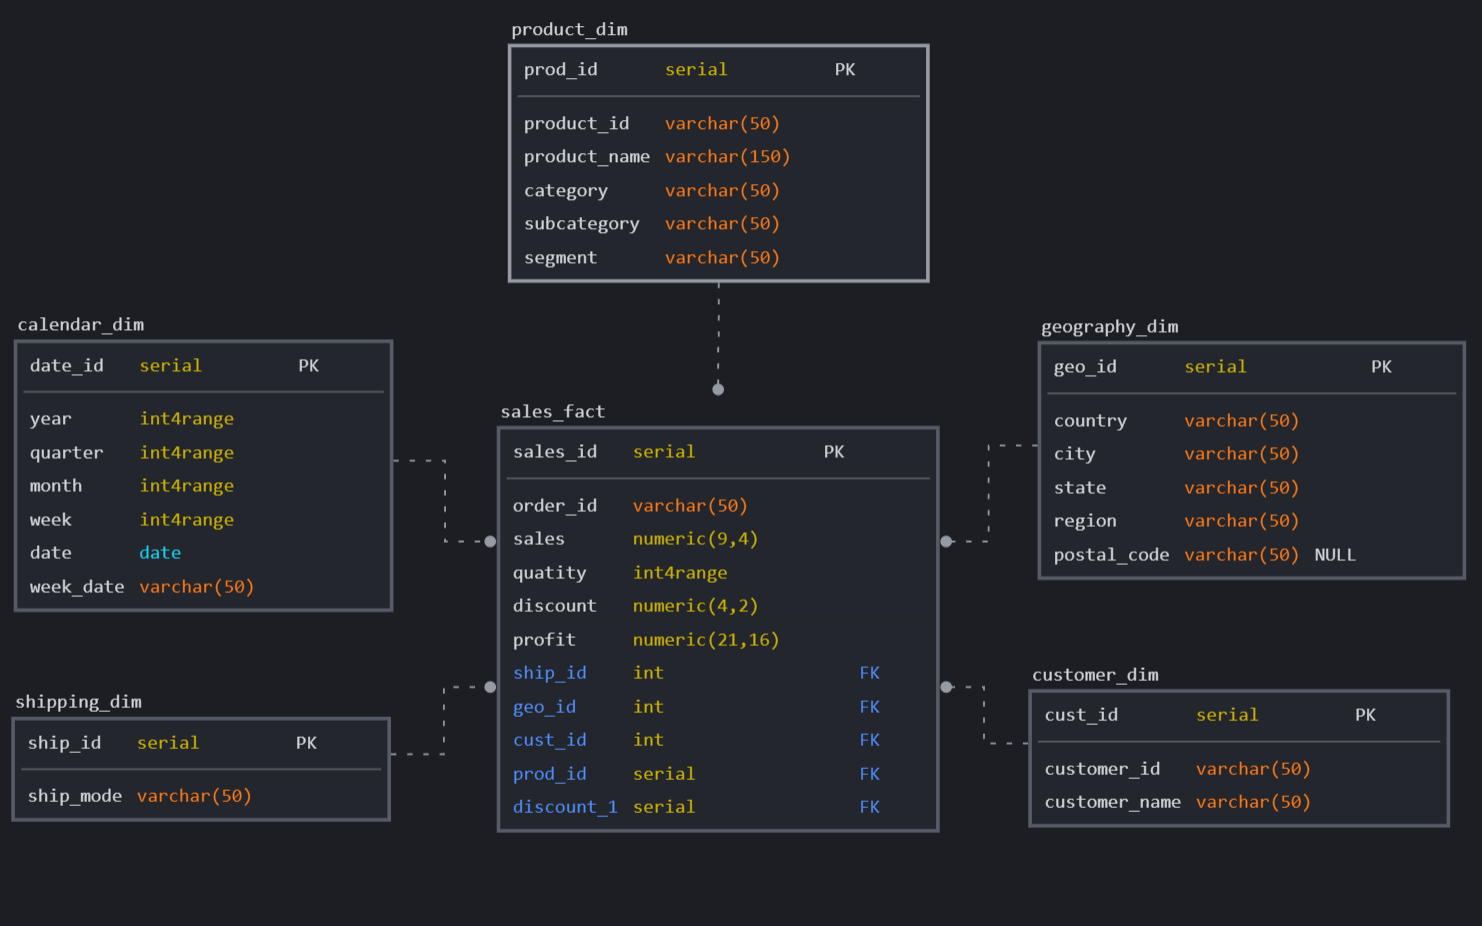 product_dim
prod_id serial PK
product_id varchar(50)
product_name varchar(150)
category varchar(50)
subcategory varchar(50)
segment varchar(50)
calendar_dim
date_id serial PK
year int4range
quarter int4range
month int4range
week int4range
date date
week_date varchar(50)
geography_dim
geo_id serial PK
country varchar(50)
city varchar(50)
state varchar(50)
region varchar(50)
postal_code varchar(50) NULL
sales_fact
sales_id serial PK
order_id varchar(50)
sales numeric(9,4)
quatity int4range
discount numeric(4,2)
profit numeric(21,16)
ship_id int FK
geo_id int FK
cust_id int FK
prod_id serial FK
discount_1 serial FK
shipping_dim
ship_id serial PK
ship_mode varchar(50)
customer_dim
cust_id serial PK
customer_id varchar(50)
customer_name varchar(50)